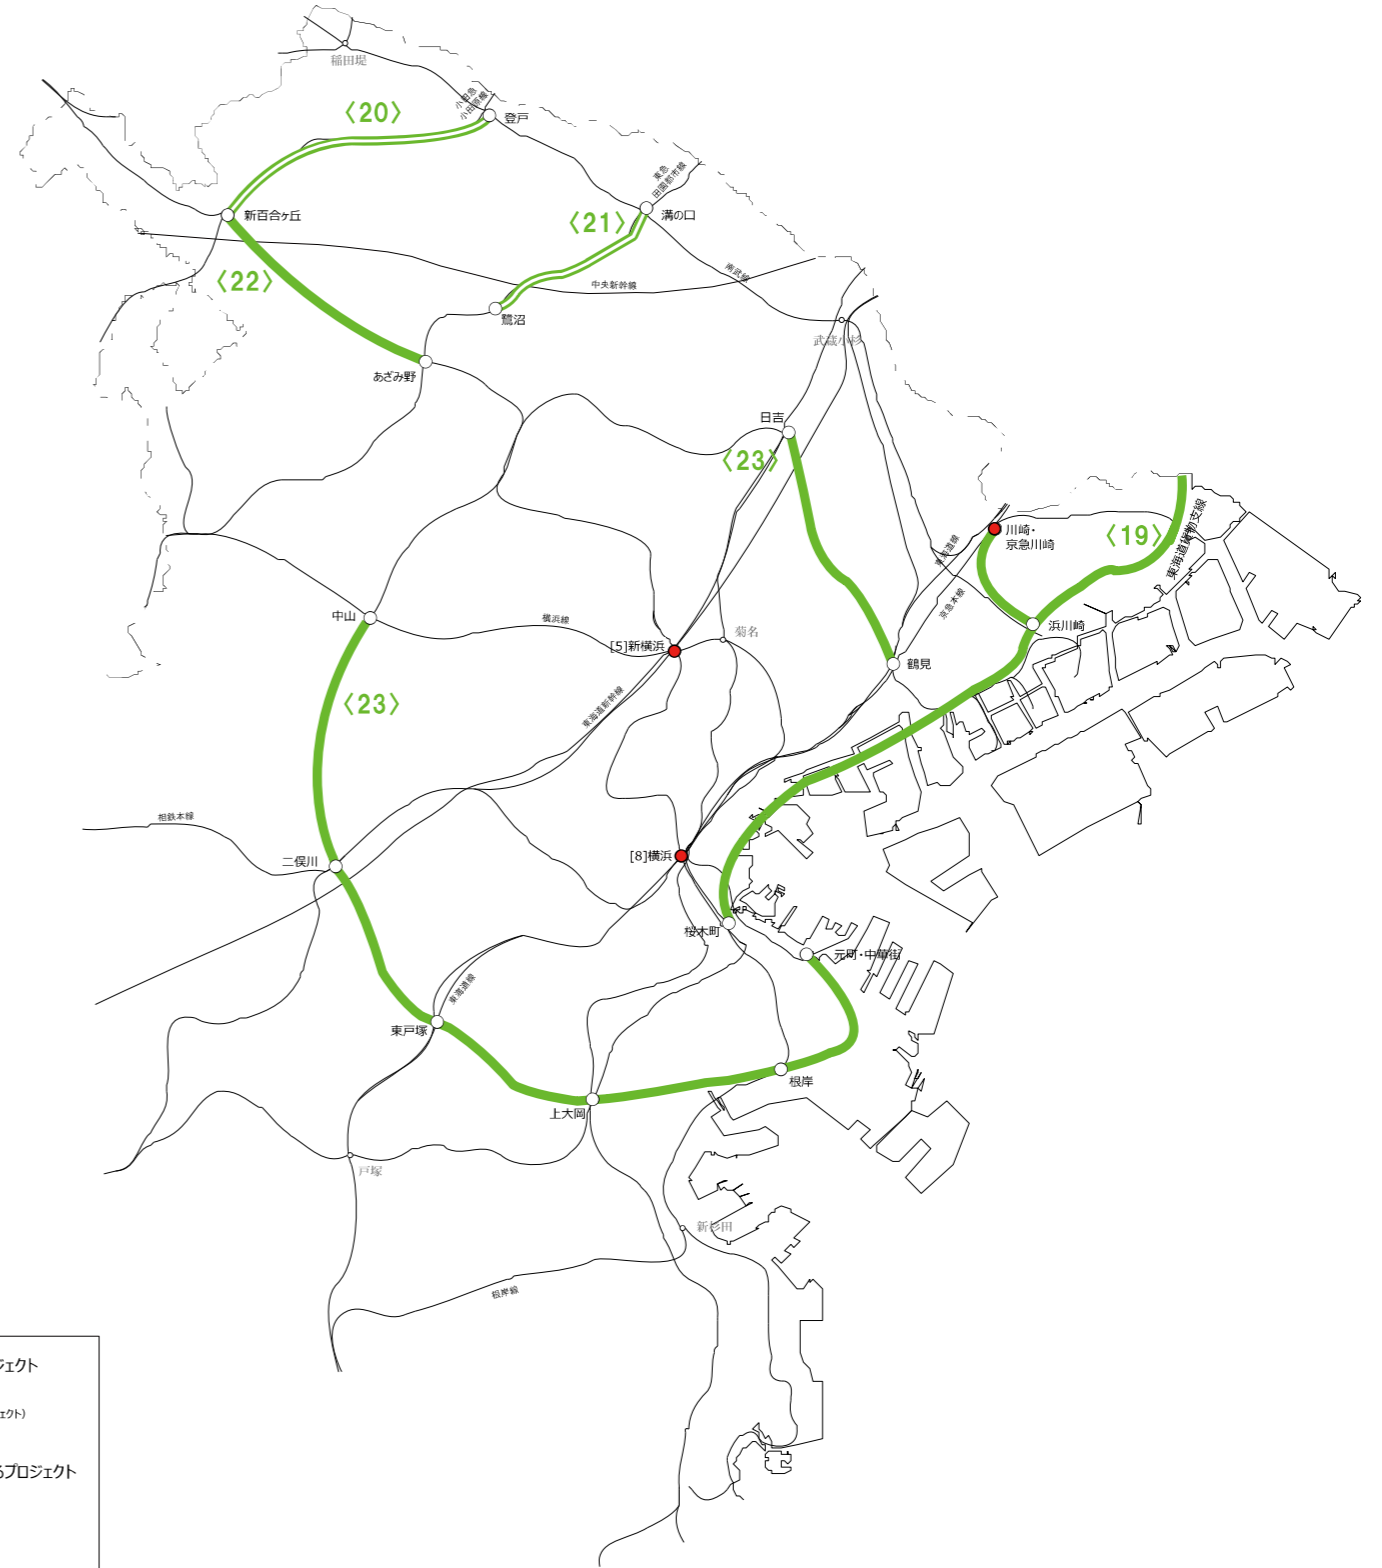 稲田堤
小田急
小田原線
〈20〉
登戸
東急
田園都市線
新百合ヶ丘
〈21〉
溝の口
〈22〉
中央新幹線
南武線
鷺沼
武蔵小杉
あざみ野
日吉
〈23〉
川崎・
京急川崎
〈19〉
東海道貨物支線
東海道線
京急本線
中山
横浜線
浜川崎
[5]新横浜
菊名
鶴見
〈23〉
東海道新幹線
相鉄本線
二俣川
[8]横浜
桜木町
元町・中華街
東海道線
東戸塚
根岸
上大岡
戸塚
新杉田
根岸線
ジェクト
ェクト)
るプロジェクト